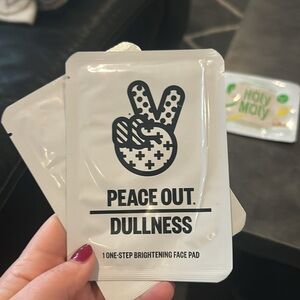 PEACE OUT.
DULLNESS
1 ONE-STEP BRIGHTENING FACE PAD
HOLY
MOLY